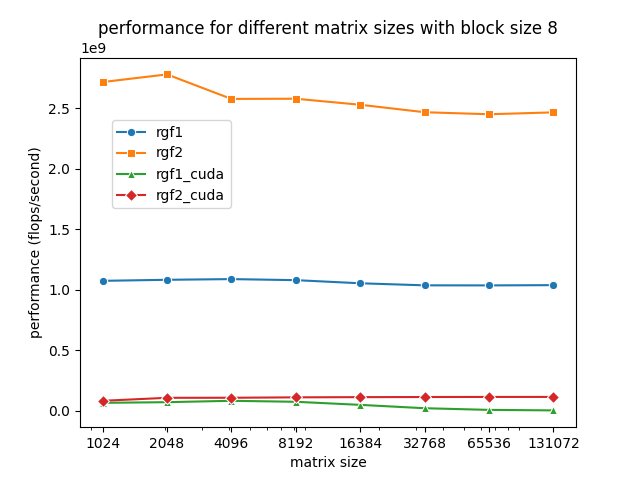 performance for different matrix sizes with block size 8
1e9
2.5
2.0
1.5
1.0
0.5
0.0
performance (flops/second)
rgf1
rgf2
rgf1_cuda
rgf2_cuda
1024 2048 4096 8192 16384 32768 65536 131072
matrix size